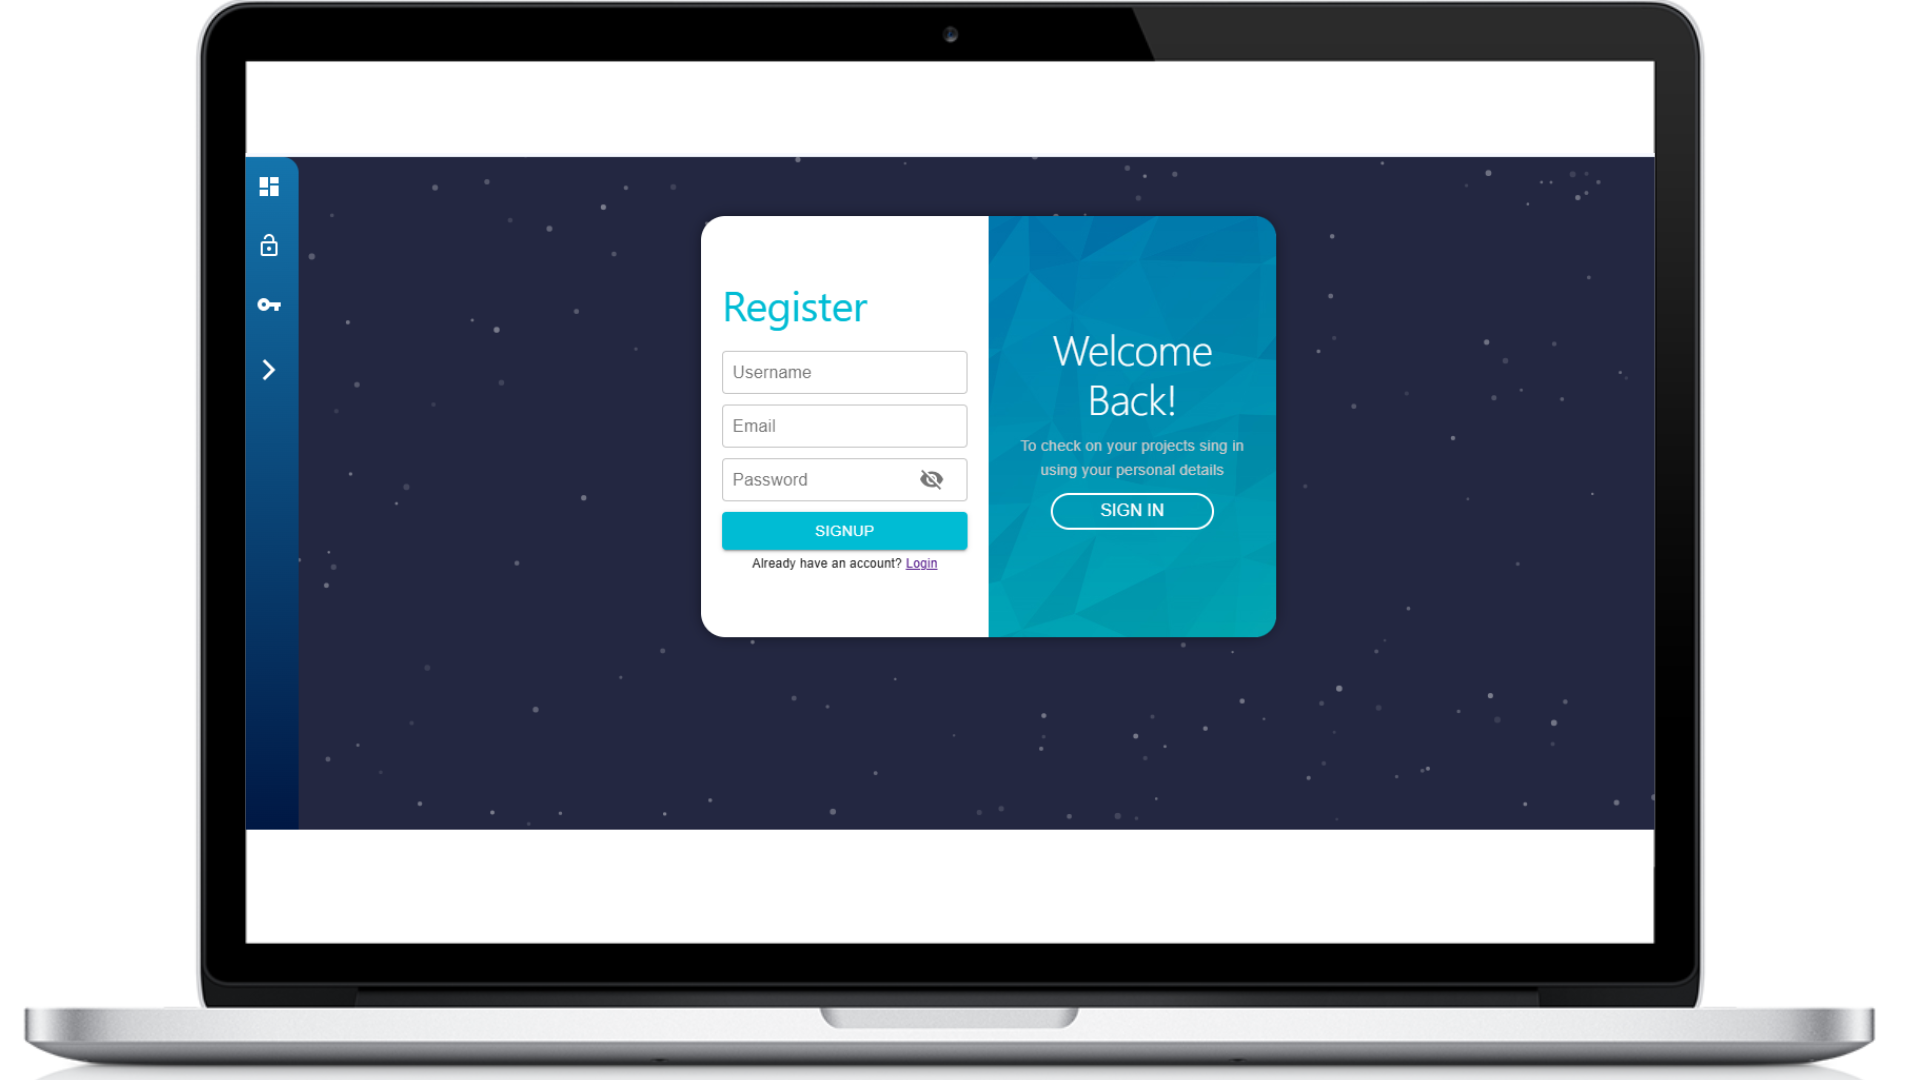 Register
Username
Email
Password
SIGNUP
Already have an account? Login
Welcome
Back!
To check on your projects sing in
using your personal details
SIGN IN